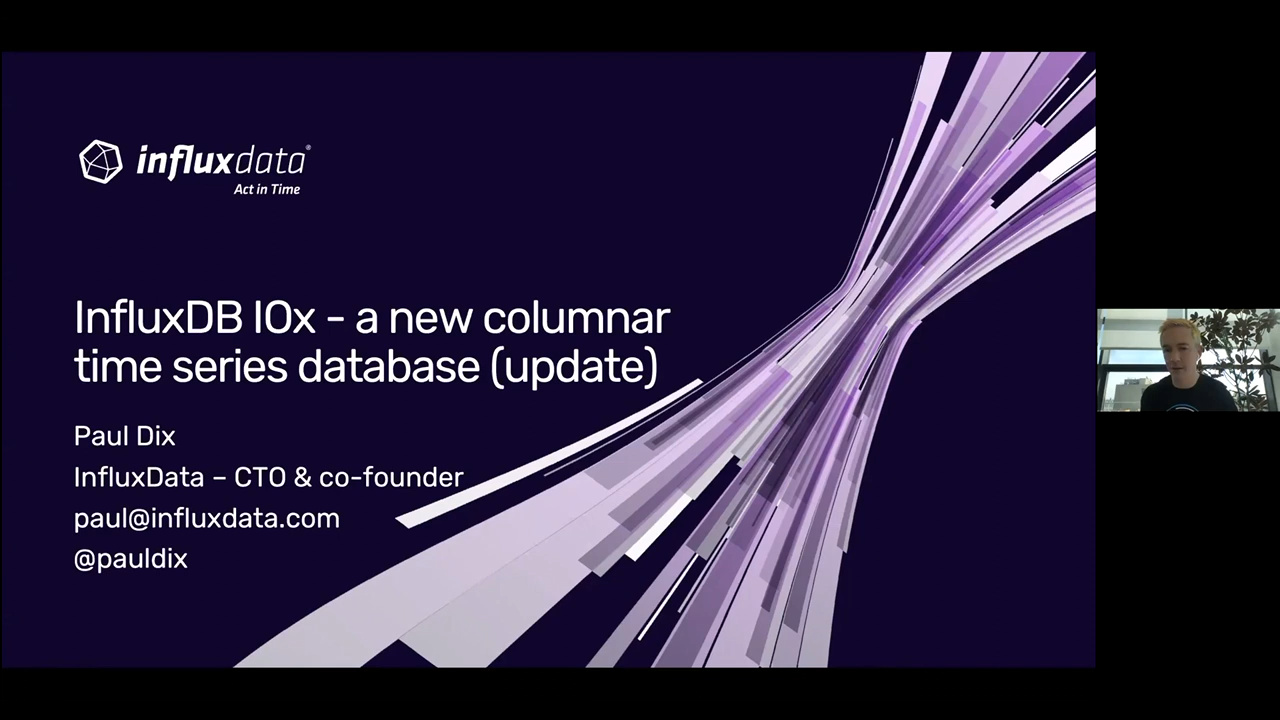 influxdata®
Act in Time
InfluxDB IOx - a new columnar
time series database (update)
Paul Dix
InfluxData – CTO & co-founder
paul@influxdata.com
@pauldix